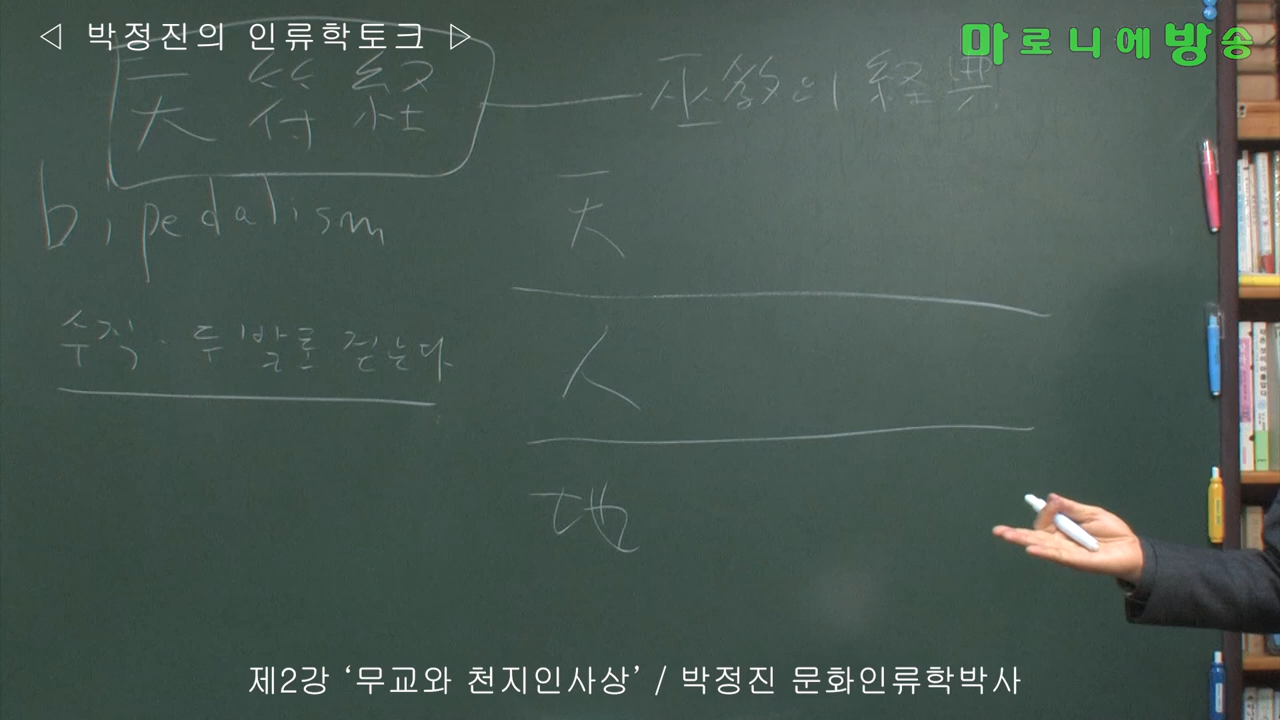 ◁ 박정진의 인류학토크 ▷
마로니에방송
天符經 巫敎의 経典
bipedalism
天
수직. 두 발로 걷는다
人
地
제2강 ‘무교와 천지인사상’ / 박정진 문화인류학박사